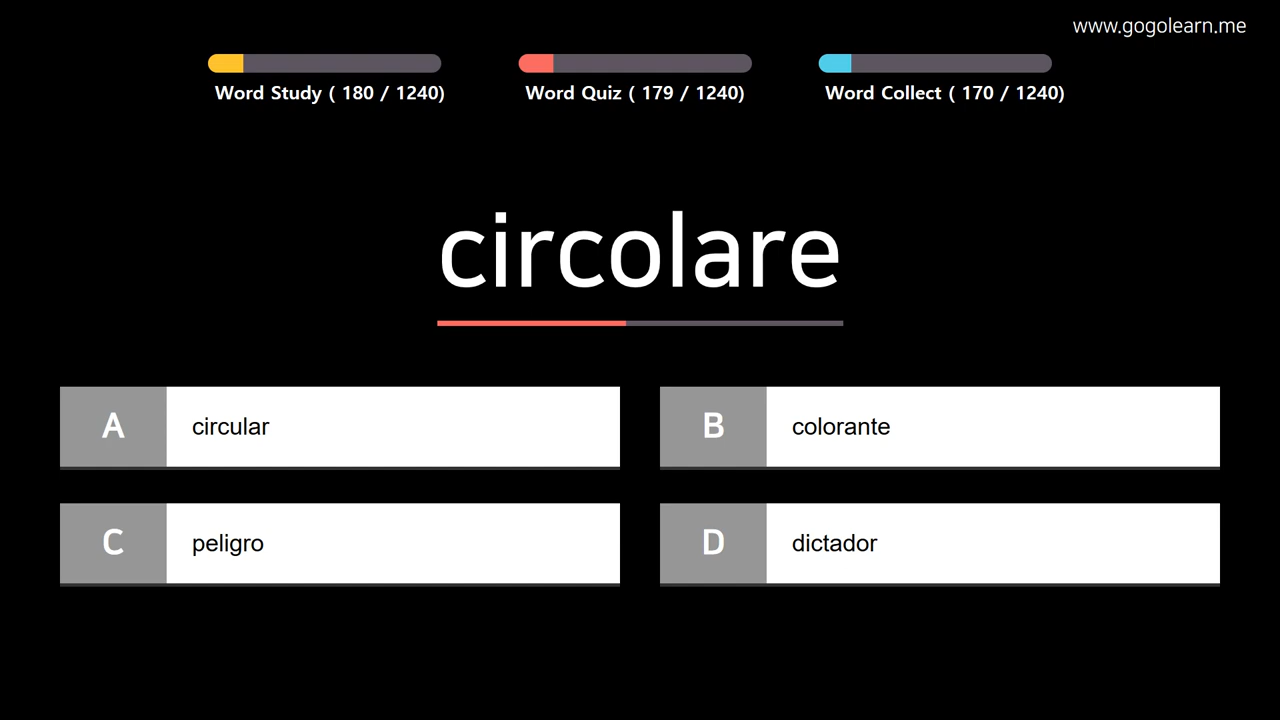 www.gogolearn.me
Word Study ( 180 / 1240)
Word Quiz ( 179 / 1240)
Word Collect ( 170 / 1240)
circolare
A circular
B colorante
C peligro
D dictador